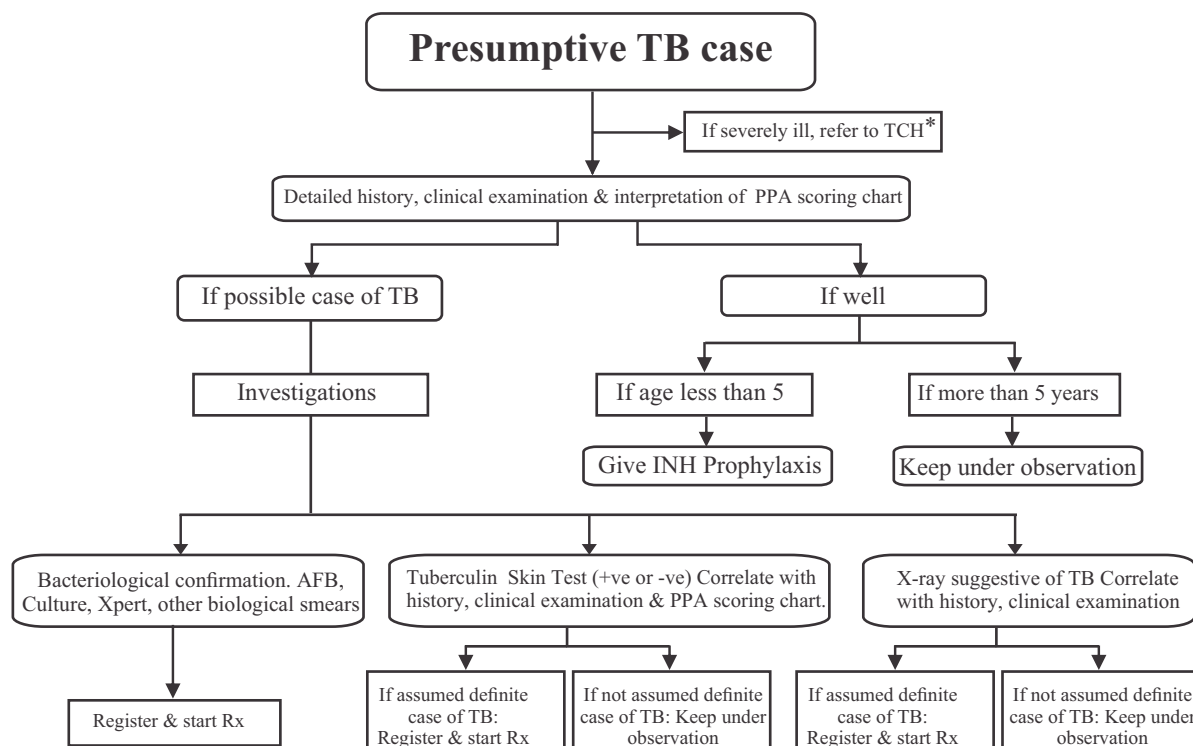 Presumptive TB case
If severely ill, refer to TCH*
Detailed history, clinical examination & interpretation of PPA scoring chart
If possible case of TB
If well
Investigations
If age less than 5
If more than 5 years
Give INH Prophylaxis
Keep under observation
Bacteriological confirmation. AFB,
Culture, Xpert, other biological smears
Tuberculin Skin Test (+ve or -ve) Correlate with
history, clinical examination & PPA scoring chart.
X-ray suggestive of TB Correlate
with history, clinical examination
Register & start Rx
If assumed definite
case of TB:
Register & start Rx
If not assumed definite
case of TB: Keep under
observation
If assumed definite
case of TB:
Register & start Rx
If not assumed definite
case of TB: Keep under
observation